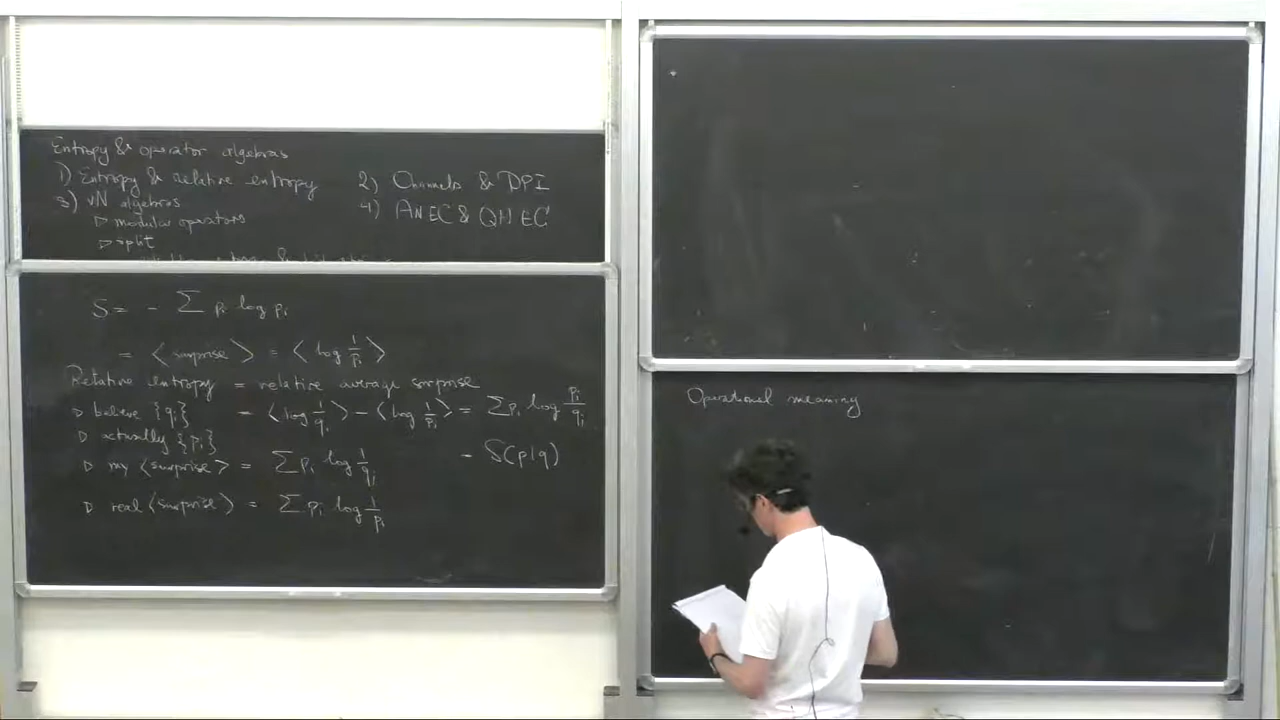 Entropy & operator algebras
1) Entropy & relative entropy
2) Channels & DPI
3) vN algebras
▷ modular operators
▷ split
4) ANEC & QHEC
S = - ∑ pᵢ log pᵢ
= ⟨surprise⟩ = ⟨log 1/pᵢ⟩
Relative entropy = relative average surprise
▷ believe {qᵢ} = ⟨log 1/qᵢ⟩ - ⟨log 1/pᵢ⟩ = ∑ pᵢ log pᵢ/qᵢ
▷ actually {pᵢ}
▷ my ⟨surprise⟩ = ∑ pᵢ log 1/qᵢ
= S(p|q)
▷ real ⟨surprise⟩ = ∑ pᵢ log 1/pᵢ
Operational meaning